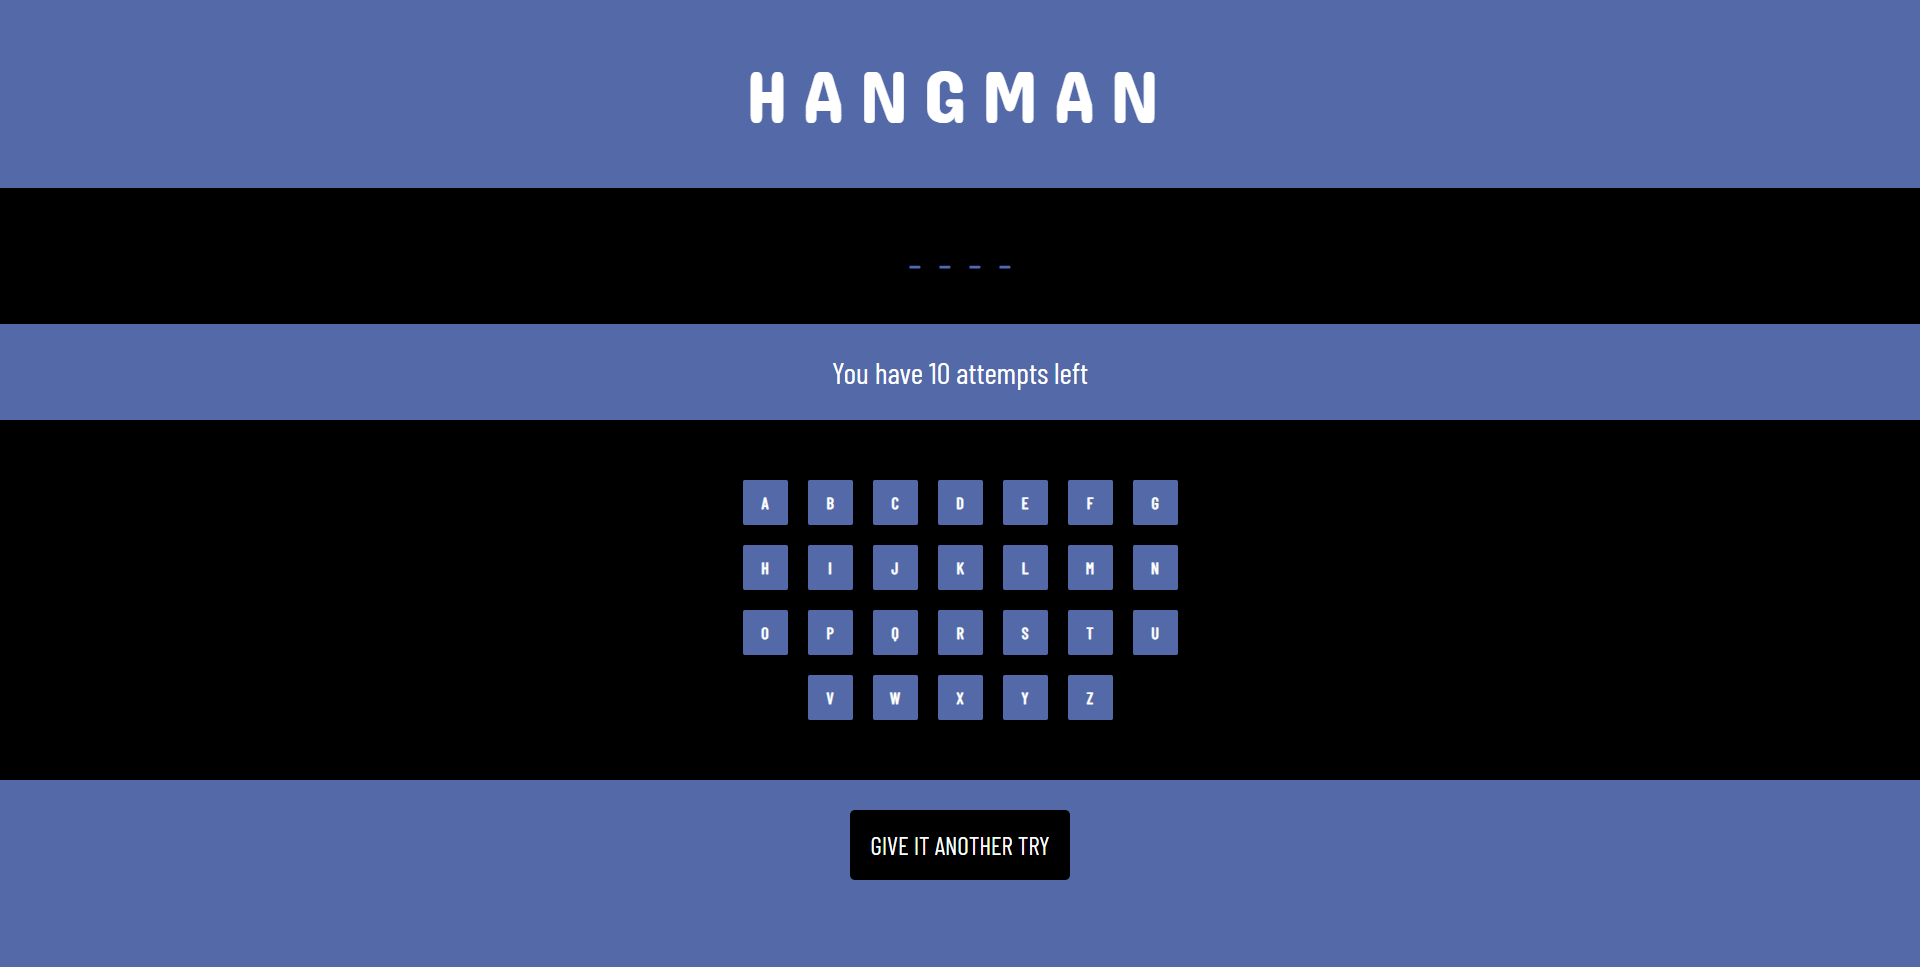 HANGMAN
_ _ _ _
You have 10 attempts left
A B C D E F G
H I J K L M N
O P Q R S T U
V W X Y Z
GIVE IT ANOTHER TRY